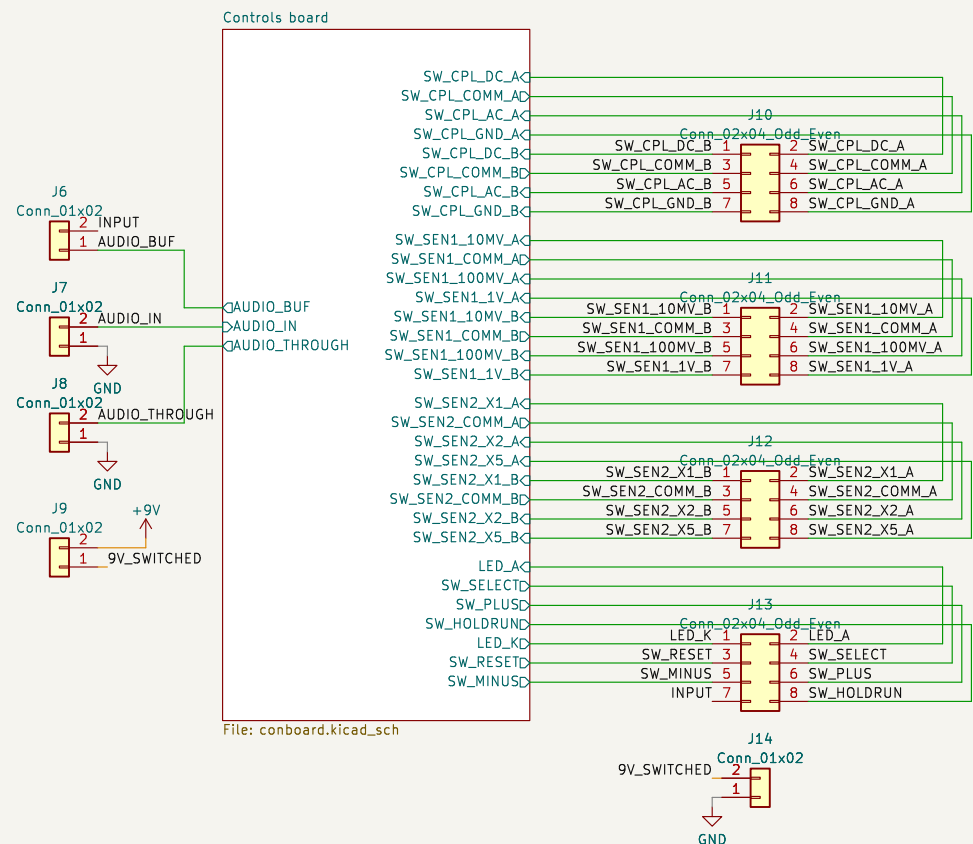 Controls board
SW_CPL_DC_A
SW_CPL_COMM_A
SW_CPL_AC_A
SW_CPL_GND_A
SW_CPL_DC_B
SW_CPL_COMM_B
SW_CPL_AC_B
SW_CPL_GND_B
SW_SEN1_10MV_A
SW_SEN1_COMM_A
SW_SEN1_100MV_A
SW_SEN1_1V_A
SW_SEN1_10MV_B
SW_SEN1_COMM_B
SW_SEN1_100MV_B
SW_SEN1_1V_B
SW_SEN2_X1_A
SW_SEN2_COMM_A
SW_SEN2_X2_A
SW_SEN2_X5_A
SW_SEN2_X1_B
SW_SEN2_COMM_B
SW_SEN2_X2_B
SW_SEN2_X5_B
LED_A
SW_SELECT
SW_PLUS
SW_HOLDRUN
LED_K
SW_RESET
SW_MINUS
AUDIO_BUF
AUDIO_IN
AUDIO_THROUGH
File: conboard.kicad_sch
J6
Conn_01x02
2 INPUT
1 AUDIO_BUF
J7
Conn_01x02
2 AUDIO_IN
1
GND
J8
Conn_01x02
2 AUDIO_THROUGH
1
GND
J9
Conn_01x02
+9V
2
1 9V_SWITCHED
J10
Conn_02x04_Odd_Even
SW_CPL_DC_B 1 2 SW_CPL_DC_A
SW_CPL_COMM_B 3 4 SW_CPL_COMM_A
SW_CPL_AC_B 5 6 SW_CPL_AC_A
SW_CPL_GND_B 7 8 SW_CPL_GND_A
J11
Conn_02x04_Odd_Even
SW_SEN1_10MV_B 1 2 SW_SEN1_10MV_A
SW_SEN1_COMM_B 3 4 SW_SEN1_COMM_A
SW_SEN1_100MV_B 5 6 SW_SEN1_100MV_A
SW_SEN1_1V_B 7 8 SW_SEN1_1V_A
J12
Conn_02x04_Odd_Even
SW_SEN2_X1_B 1 2 SW_SEN2_X1_A
SW_SEN2_COMM_B 3 4 SW_SEN2_COMM_A
SW_SEN2_X2_B 5 6 SW_SEN2_X2_A
SW_SEN2_X5_B 7 8 SW_SEN2_X5_A
J13
Conn_02x04_Odd_Even
LED_K 1 2 LED_A
SW_RESET 3 4 SW_SELECT
SW_MINUS 5 6 SW_PLUS
INPUT 7 8 SW_HOLDRUN
J14
Conn_01x02
9V_SWITCHED 2
1
GND